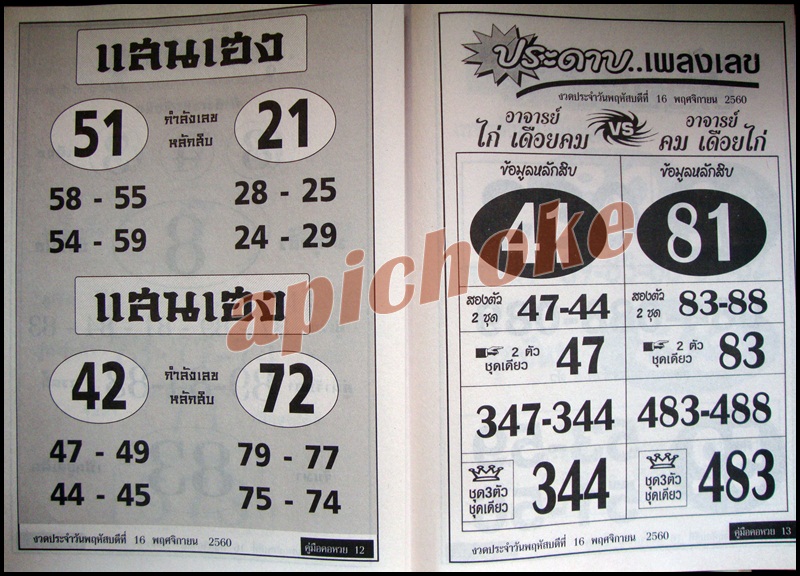 แสนเฮง
51 กำลังเลข 21
หลักสิบ
58 - 55 28 - 25
54 - 59 24 - 29
แสนเฮง
42 กำลังเลข 72
หลักสิบ
47 - 49 79 - 77
44 - 45 75 - 74
งวดประจำวันพฤหัสบดีที่ 16 พฤศจิกายน 2560 คู่มือคอหวย 12
ประดาบ..เพลงเลข
งวดประจำวันพฤหัสบดีที่ 16 พฤศจิกายน 2560
อาจารย์ อาจารย์
ไก่ เดือยคม VS คม เดือยไก่
ข้อมูลหลักสิบ ข้อมูลหลักสิบ
41 81
สองตัว 47-44 สองตัว 83-88
2 ชุด 2 ชุด
2 ตัว 47 2 ตัว 83
ชุดเดียว ชุดเดียว
347-344 483-488
ชุด3ตัว 344 ชุด3ตัว 483
ชุดเดียว ชุดเดียว
งวดประจำวันพฤหัสบดีที่ 16 พฤศจิกายน 2560 คู่มือคอหวย 13
apichoke